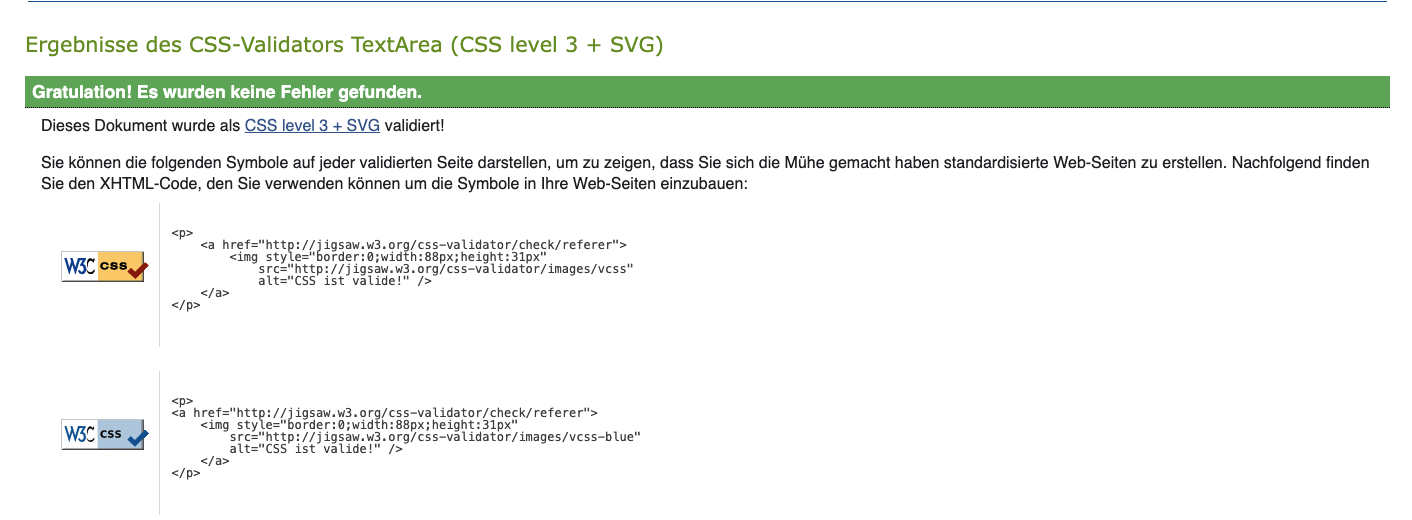 Ergebnisse des CSS-Validators TextArea (CSS level 3 + SVG)
Gratulation! Es wurden keine Fehler gefunden.
Dieses Dokument wurde als CSS level 3 + SVG validiert!
Sie können die folgenden Symbole auf jeder validierten Seite darstellen, um zu zeigen, dass Sie sich die Mühe gemacht haben standardisierte Web-Seiten zu erstellen. Nachfolgend finden
Sie den XHTML-Code, den Sie verwenden können um die Symbole in Ihre Web-Seiten einzubauen:
<p>
    <a href="http://jigsaw.w3.org/css-validator/check/referer">
        <img style="border:0;width:88px;height:31px"
            src="http://jigsaw.w3.org/css-validator/images/vcss"
            alt="CSS ist valide!" />
    </a>
</p>
W3C css
<p>
<a href="http://jigsaw.w3.org/css-validator/check/referer">
    <img style="border:0;width:88px;height:31px"
        src="http://jigsaw.w3.org/css-validator/images/vcss-blue"
        alt="CSS ist valide!" />
    </a>
</p>
W3C css